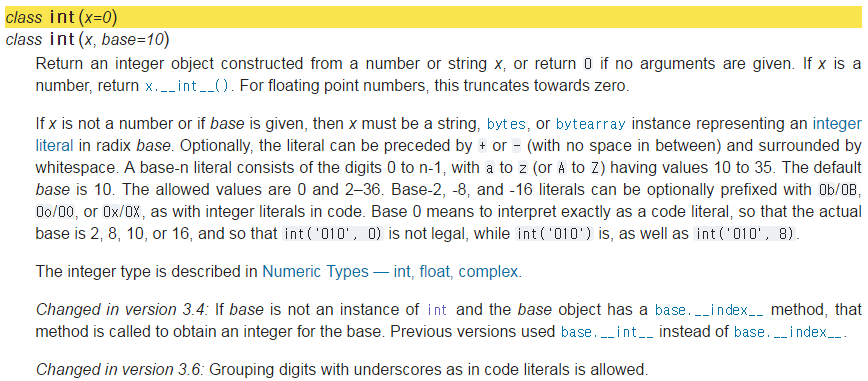 class int(x=0)
class int(x, base=10)
Return an integer object constructed from a number or string x, or return 0 if no arguments are given. If x is a
number, return x.__int__(). For floating point numbers, this truncates towards zero.
If x is not a number or if base is given, then x must be a string, bytes, or bytearray instance representing an integer
literal in radix base. Optionally, the literal can be preceded by + or - (with no space in between) and surrounded by
whitespace. A base-n literal consists of the digits 0 to n-1, with a to z (or A to Z) having values 10 to 35. The default
base is 10. The allowed values are 0 and 2–36. Base-2, -8, and -16 literals can be optionally prefixed with 0b/0B,
0o/0O, or 0x/0X, as with integer literals in code. Base 0 means to interpret exactly as a code literal, so that the actual
base is 2, 8, 10, or 16, and so that int('010', 0) is not legal, while int('010') is, as well as int('010', 8).
The integer type is described in Numeric Types — int, float, complex.
Changed in version 3.4: If base is not an instance of int and the base object has a base.__index__ method, that
method is called to obtain an integer for the base. Previous versions used base.__int__ instead of base.__index__.
Changed in version 3.6: Grouping digits with underscores as in code literals is allowed.